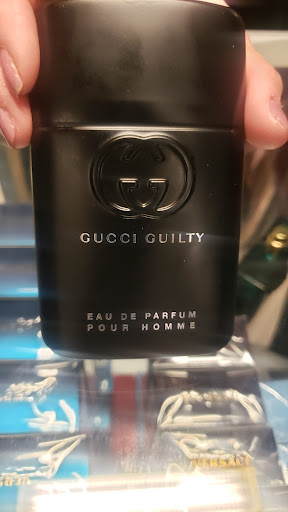 GUCCI GUILTY
EAU DE PARFUM
POUR HOMME